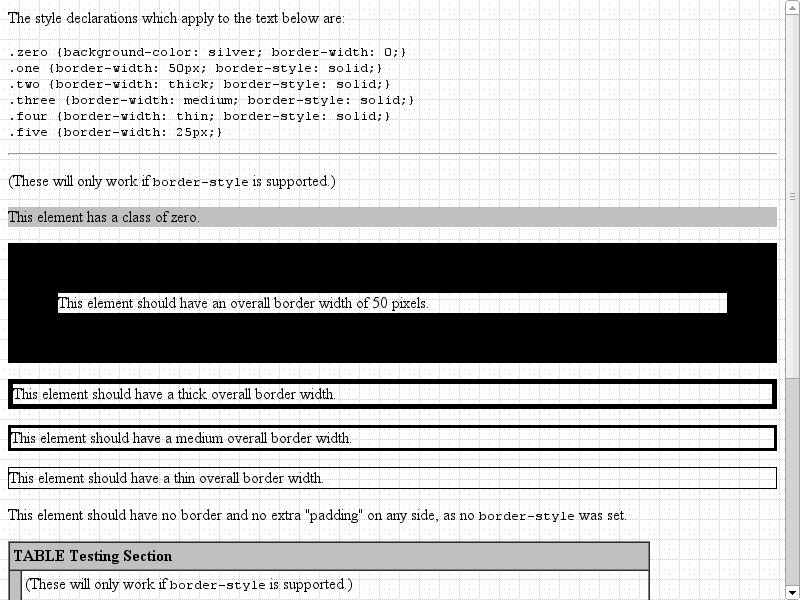 The style declarations which apply to the text below are:
.zero {background-color: silver; border-width: 0;}
.one {border-width: 50px; border-style: solid;}
.two {border-width: thick; border-style: solid;}
.three {border-width: medium; border-style: solid;}
.four {border-width: thin; border-style: solid;}
.five {border-width: 25px;}
(These will only work if border-style is supported.)
This element has a class of zero.
This element should have an overall border width of 50 pixels.
This element should have a thick overall border width.
This element should have a medium overall border width.
This element should have a thin overall border width.
This element should have no border and no extra "padding" on any side, as no border-style was set.
TABLE Testing Section
(These will only work if border-style is supported.)